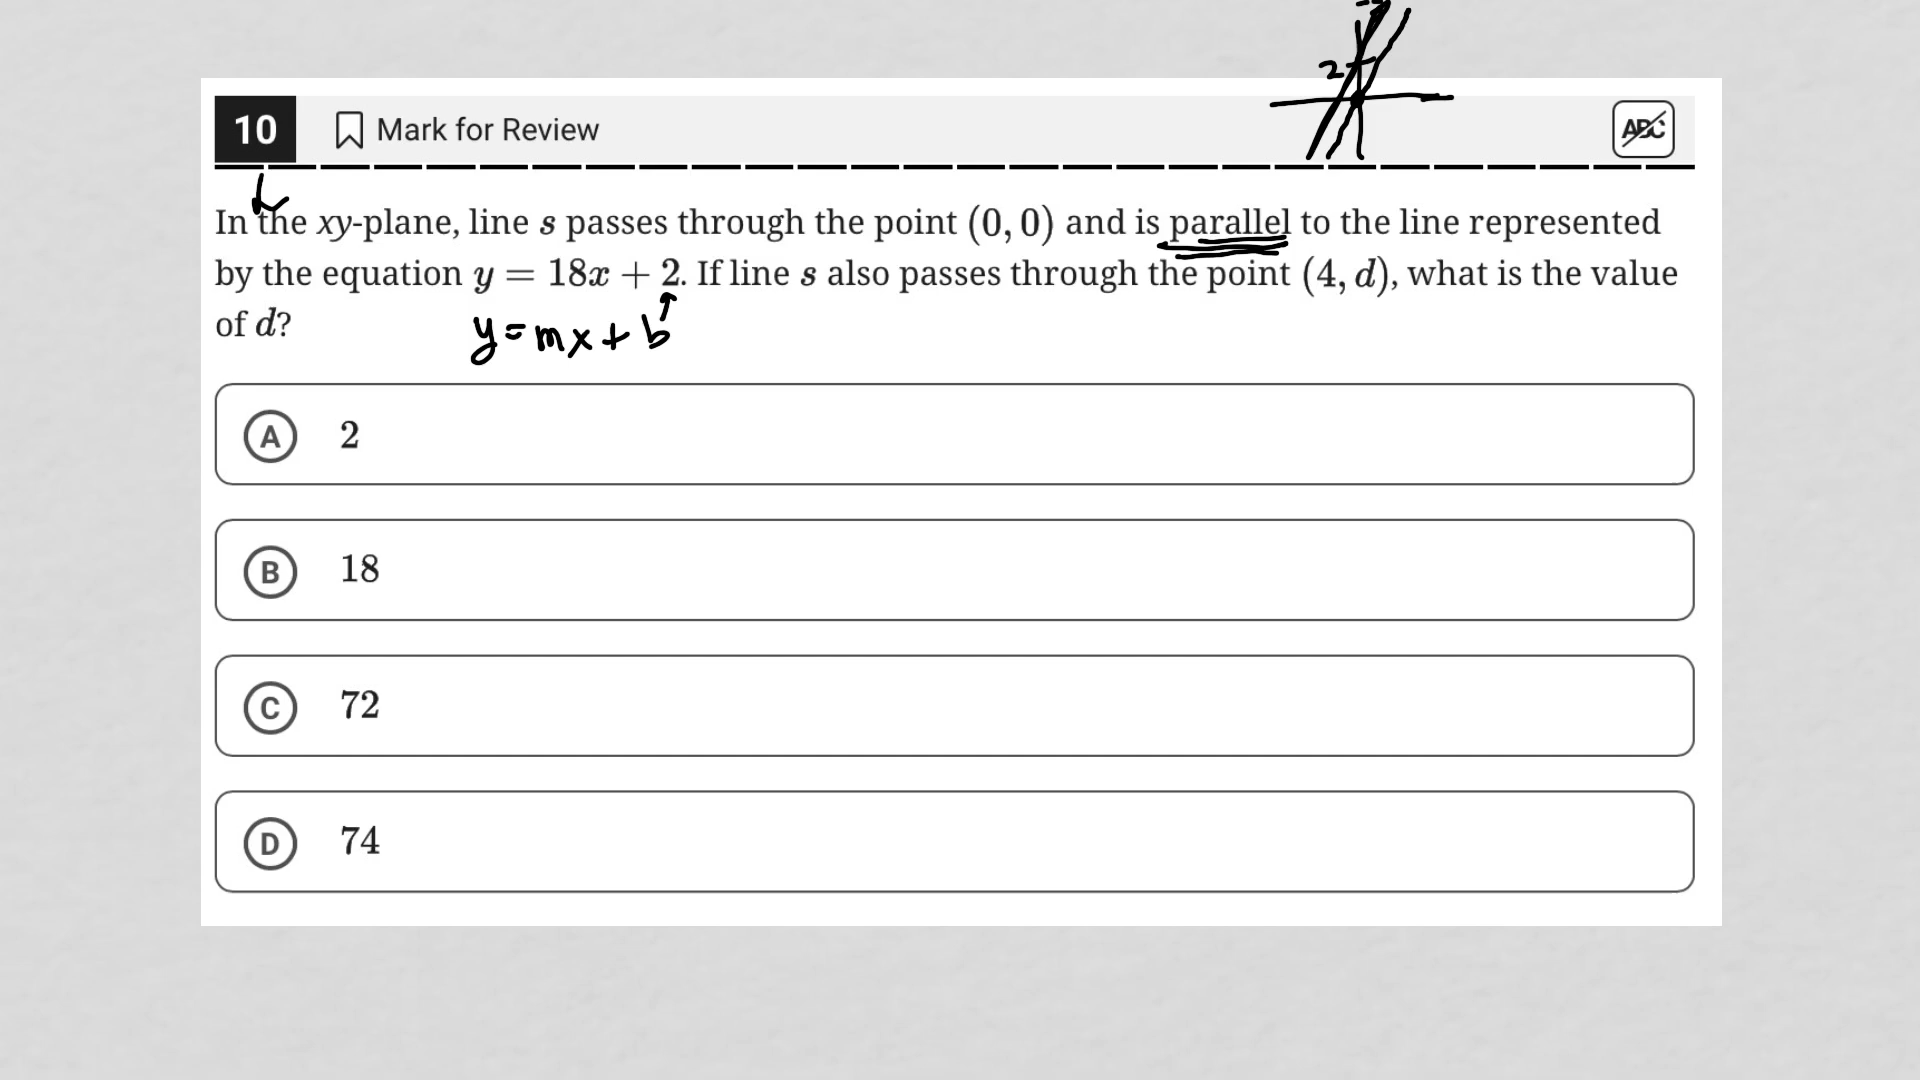 2
10 Mark for Review ABC
In the xy-plane, line s passes through the point (0, 0) and is parallel to the line represented
by the equation y = 18x + 2. If line s also passes through the point (4, d), what is the value
of d?
y = mx + b
A 2
B 18
C 72
D 74